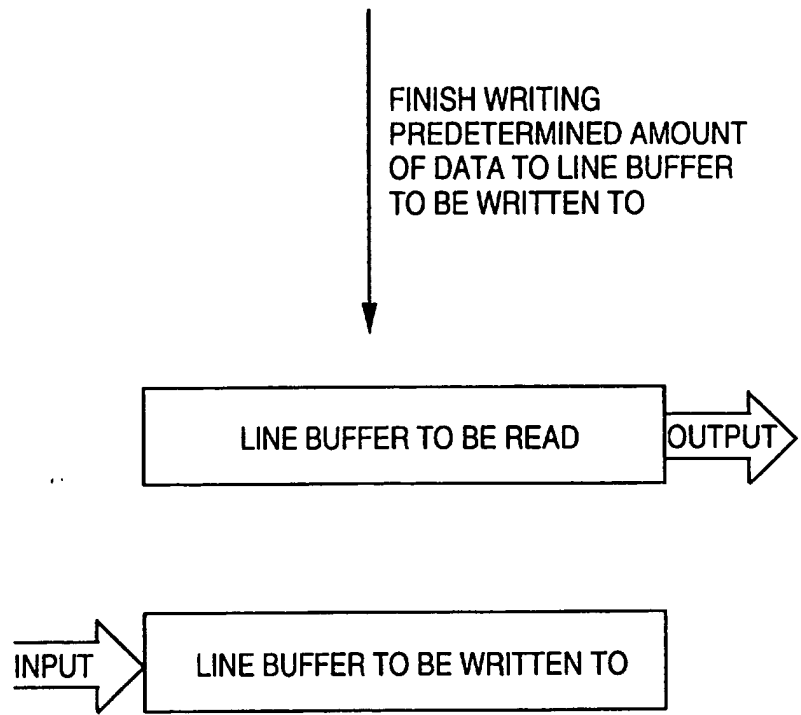 FINISH WRITING
PREDETERMINED AMOUNT
OF DATA TO LINE BUFFER
TO BE WRITTEN TO
LINE BUFFER TO BE READ
OUTPUT
INPUT
LINE BUFFER TO BE WRITTEN TO